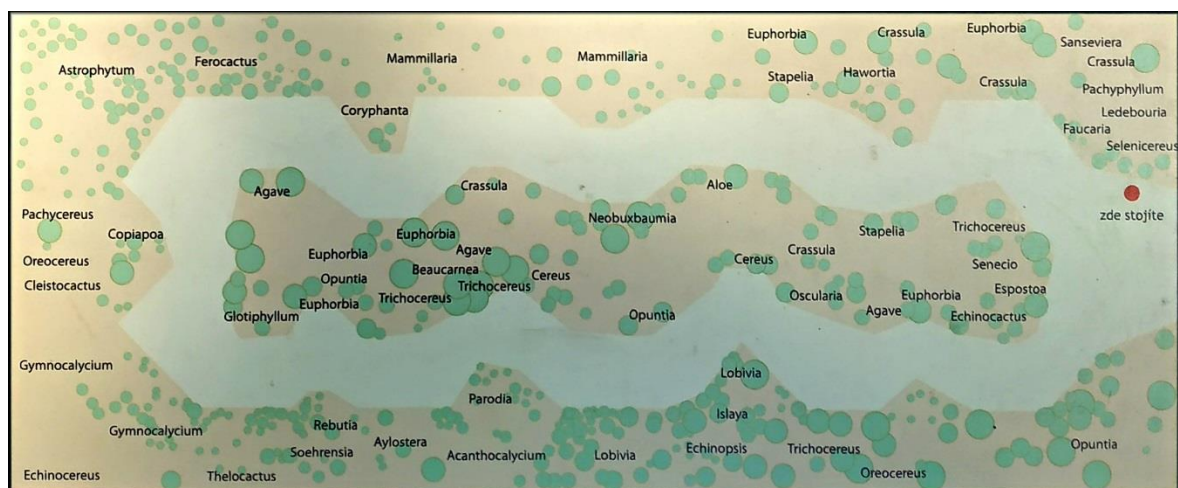 Euphorbia
Crassula
Euphorbia
Sanseviera
Crassula
Astrophytum
Ferocactus
Mammillaria
Mammillaria
Stapelia
Hawortia
Crassula
Pachyphyllum
Ledebouria
Coryphanta
Faucaria
Selenicereus
zde stojíte
Agave
Crassula
Aloe
Pachycereus
Copiapoa
Oreocereus
Cleistocactus
Neobuxbaumia
Euphorbia
Euphorbia
Agave
Stapelia
Trichocereus
Opuntia
Beaucarnea
Cereus
Cereus
Crassula
Senecio
Euphorbia
Trichocereus
Trichocereus
Oscularia
Euphorbia
Espostoa
Glotiphyllum
Opuntia
Agave
Echinocactus
Gymnocalycium
Lobivia
Parodia
Gymnocalycium
Rebutia
Islaya
Soehrensia
Aylostera
Acanthocalycium
Lobivia
Echinopsis
Trichocereus
Opuntia
Echinocereus
Thelocactus
Oreocereus